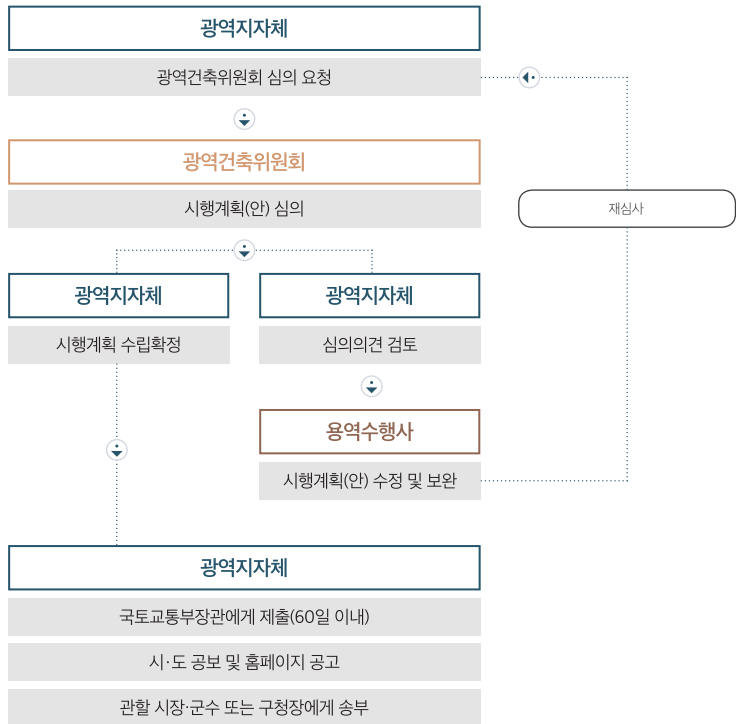 광역지자체
광역건축위원회 심의 요청
광역건축위원회
시행계획(안) 심의
재심사
광역지자체
시행계획 수립확정
광역지자체
심의의견 검토
용역수행사
시행계획(안) 수정 및 보완
광역지자체
국토교통부장관에게 제출(60일 이내)
시·도 공보 및 홈페이지 공고
관할 시장·군수 또는 구청장에게 송부